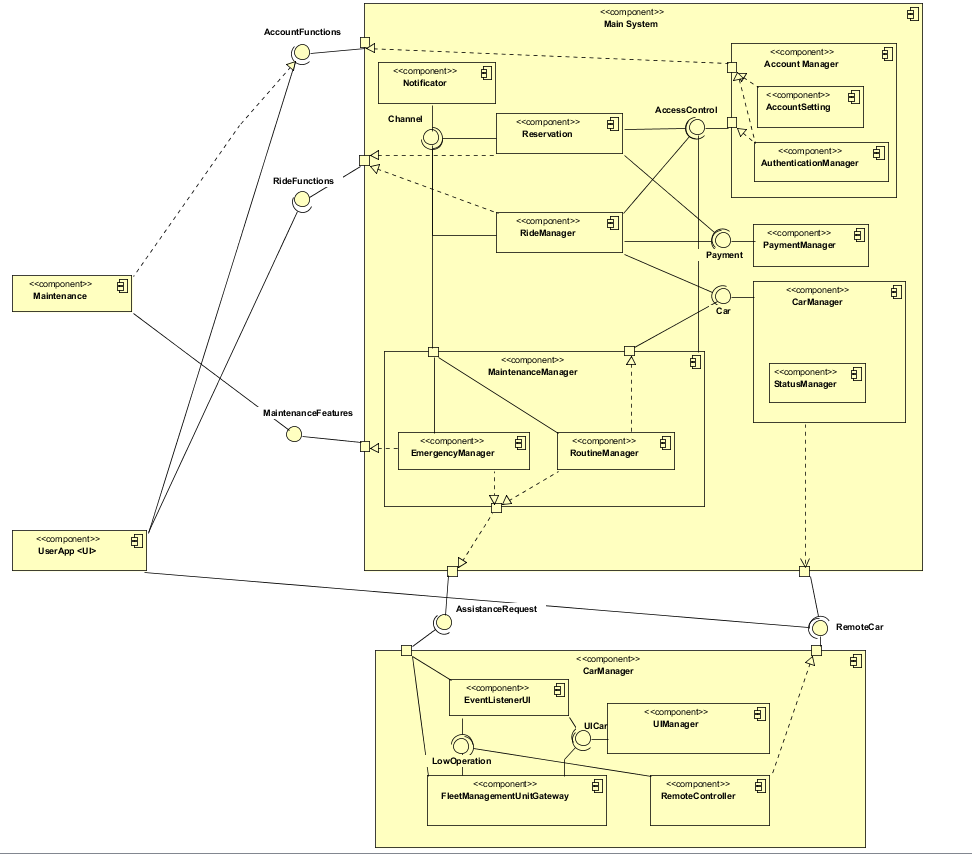 <<component>>
Main System
AccountFunctions
<<component>>
Account Manager
<<component>>
Notificator
<<component>>
AccountSetting
AccessControl
Channel
<<component>>
Reservation
<<component>>
AuthenticationManager
RideFunctions
<<component>>
RideManager
<<component>>
PaymentManager
Payment
<<component>>
Maintenance
<<component>>
CarManager
Car
<<component>>
MaintenanceManager
<<component>>
StatusManager
MaintenanceFeatures
<<component>>
EmergencyManager
<<component>>
RoutineManager
<<component>>
UserApp <UI>
AssistanceRequest
RemoteCar
<<component>>
CarManager
<<component>>
EventListenerUI
<<component>>
UIManager
UICar
LowOperation
<<component>>
FleetManagementUnitGateway
<<component>>
RemoteController